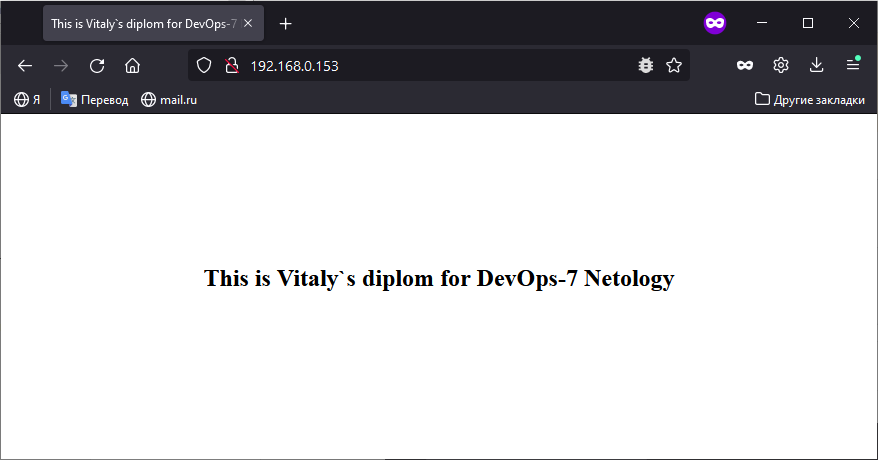 This is Vitaly`s diplom for DevOps-7
192.168.0.153
Я Перевод mail.ru Другие закладки
This is Vitaly`s diplom for DevOps-7 Netology